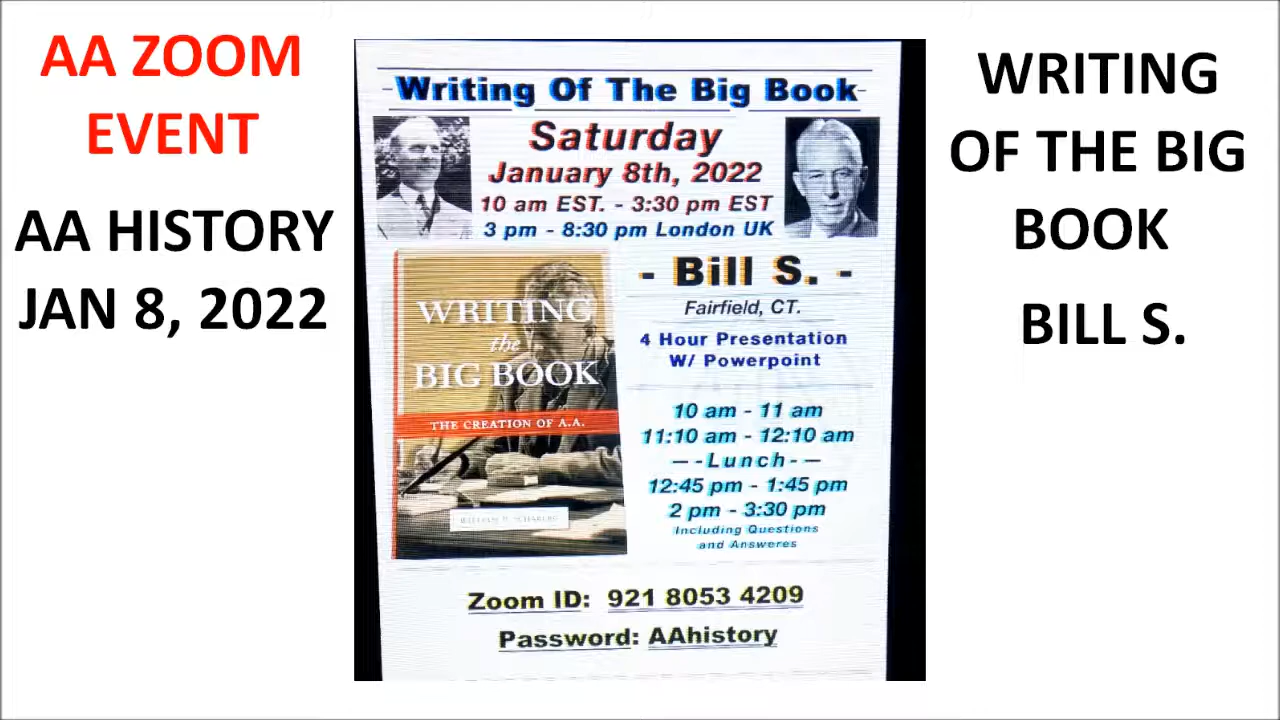 AA ZOOM
EVENT
AA HISTORY
JAN 8, 2022
-Writing Of The Big Book-
Saturday
January 8th, 2022
10 am EST. - 3:30 pm EST
3 pm - 8:30 pm London UK
WRITING
the
BIG BOOK
THE CREATION OF A.A.
- Bill S. -
Fairfield, CT.
4 Hour Presentation
W/ Powerpoint
10 am - 11 am
11:10 am - 12:10 am
---Lunch--
12:45 pm - 1:45 pm
2 pm - 3:30 pm
Including Questions
and Answeres
Zoom ID: 921 8053 4209
Password: AAhistory
WRITING
OF THE BIG
BOOK
BILL S.